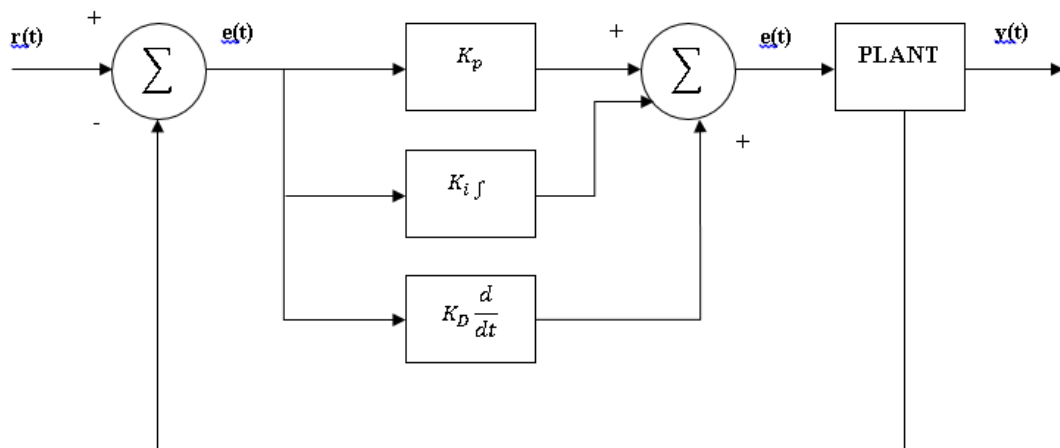 +
r(t)
Σ
e(t)
-
K_p
K_i ∫
K_D d/dt
+
Σ
+
e(t)
PLANT
y(t)